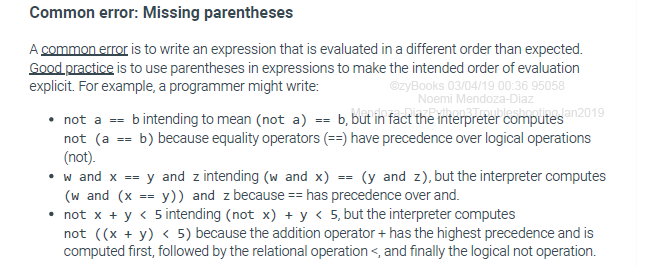 Common error: Missing parentheses
A common error is to write an expression that is evaluated in a different order than expected.
Good practice is to use parentheses in expressions to make the intended order of evaluation
explicit. For example, a programmer might write:
©zyBooks 03/04/19 00:36 95058
Noemi Mendoza-Diaz
• not a == b intending to mean (not a) == b, but in fact the interpreter computes
not (a == b) because equality operators (==) have precedence over logical operations
(not).
• w and x == y and z intending (w and x) == (y and z), but the interpreter computes
(w and (x == y)) and z because == has precedence over and.
• not x + y < 5 intending (not x) + y < 5, but the interpreter computes
not ((x + y) < 5) because the addition operator + has the highest precedence and is
computed first, followed by the relational operation <, and finally the logical not operation.